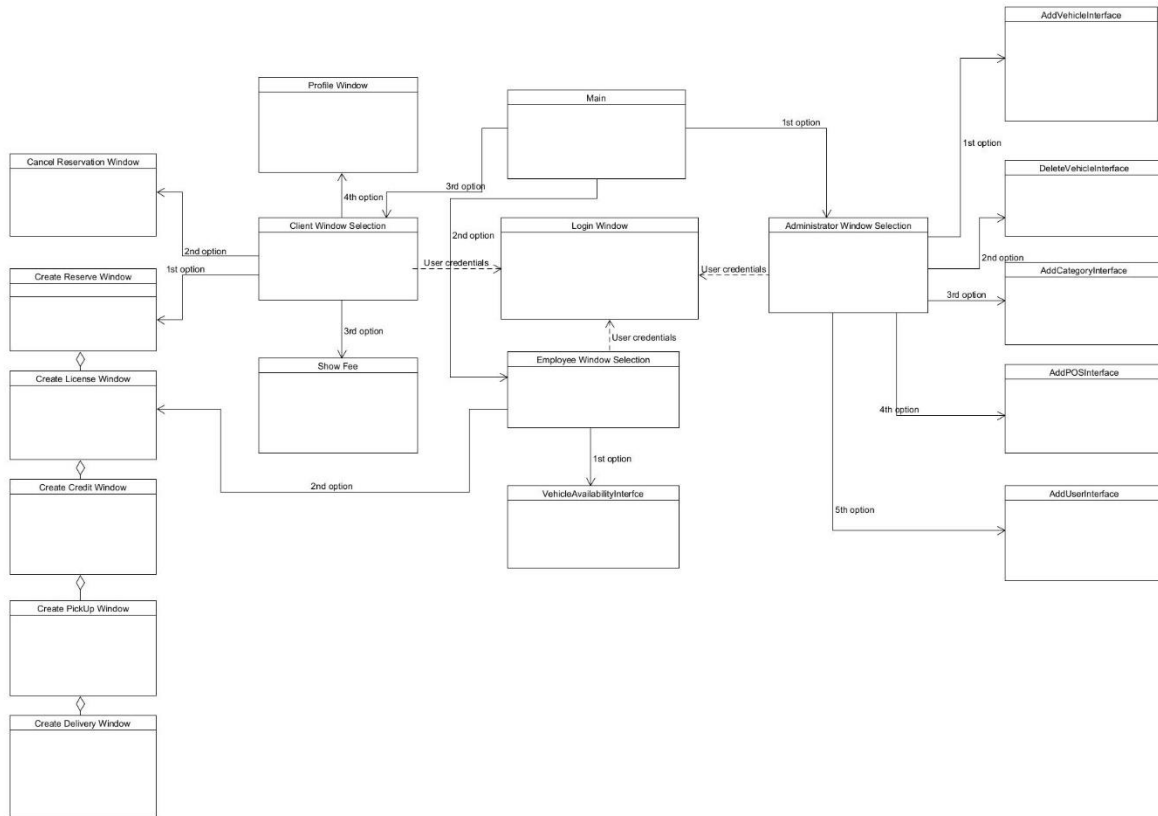 AddVehicleInterface
Profile Window
Main
1st option
1st option
Cancel Reservation Window
DeleteVehicleInterface
3rd option
4th option
Client Window Selection
Login Window
Administrator Window Selection
2nd option
2nd option
2nd option
1st option
User credentials
User credentials
AddCategoryInterface
Create Reserve Window
3rd option
3rd option
User credentials
Show Fee
Employee Window Selection
Create License Window
AddPOSInterface
4th option
1st option
2nd option
Create Credit Window
VehicleAvailabilityInterfce
AddUserInterface
5th option
Create PickUp Window
Create Delivery Window